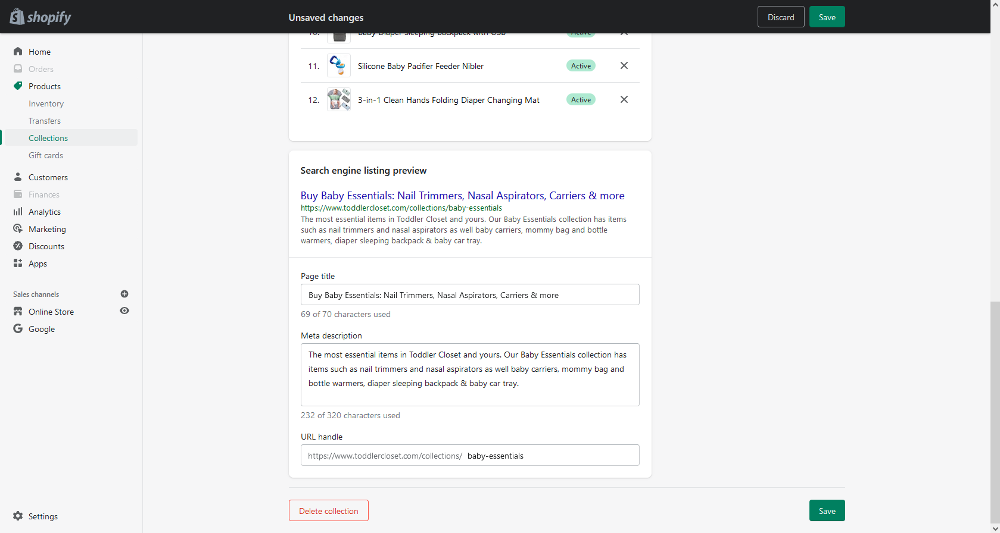 shopify
Unsaved changes
Discard
Save
Home
Orders
Products
Inventory
Transfers
Collections
Gift cards
Customers
Finances
Analytics
Marketing
Discounts
Apps
Sales channels
Online Store
Google
Settings
10. Baby Diaper Sleeping Backpack with USB Active
11. Silicone Baby Pacifier Feeder Nibler Active
12. 3-in-1 Clean Hands Folding Diaper Changing Mat Active
Search engine listing preview
Buy Baby Essentials: Nail Trimmers, Nasal Aspirators, Carriers & more
https://www.toddlercloset.com/collections/baby-essentials
The most essential items in Toddler Closet and yours. Our Baby Essentials collection has items
such as nail trimmers and nasal aspirators as well baby carriers, mommy bag and bottle
warmers, diaper sleeping backpack & baby car tray.
Page title
Buy Baby Essentials: Nail Trimmers, Nasal Aspirators, Carriers & more
69 of 70 characters used
Meta description
The most essential items in Toddler Closet and yours. Our Baby Essentials collection has
items such as nail trimmers and nasal aspirators as well baby carriers, mommy bag and
bottle warmers, diaper sleeping backpack & baby car tray.
232 of 320 characters used
URL handle
https://www.toddlercloset.com/collections/ baby-essentials
Delete collection
Save